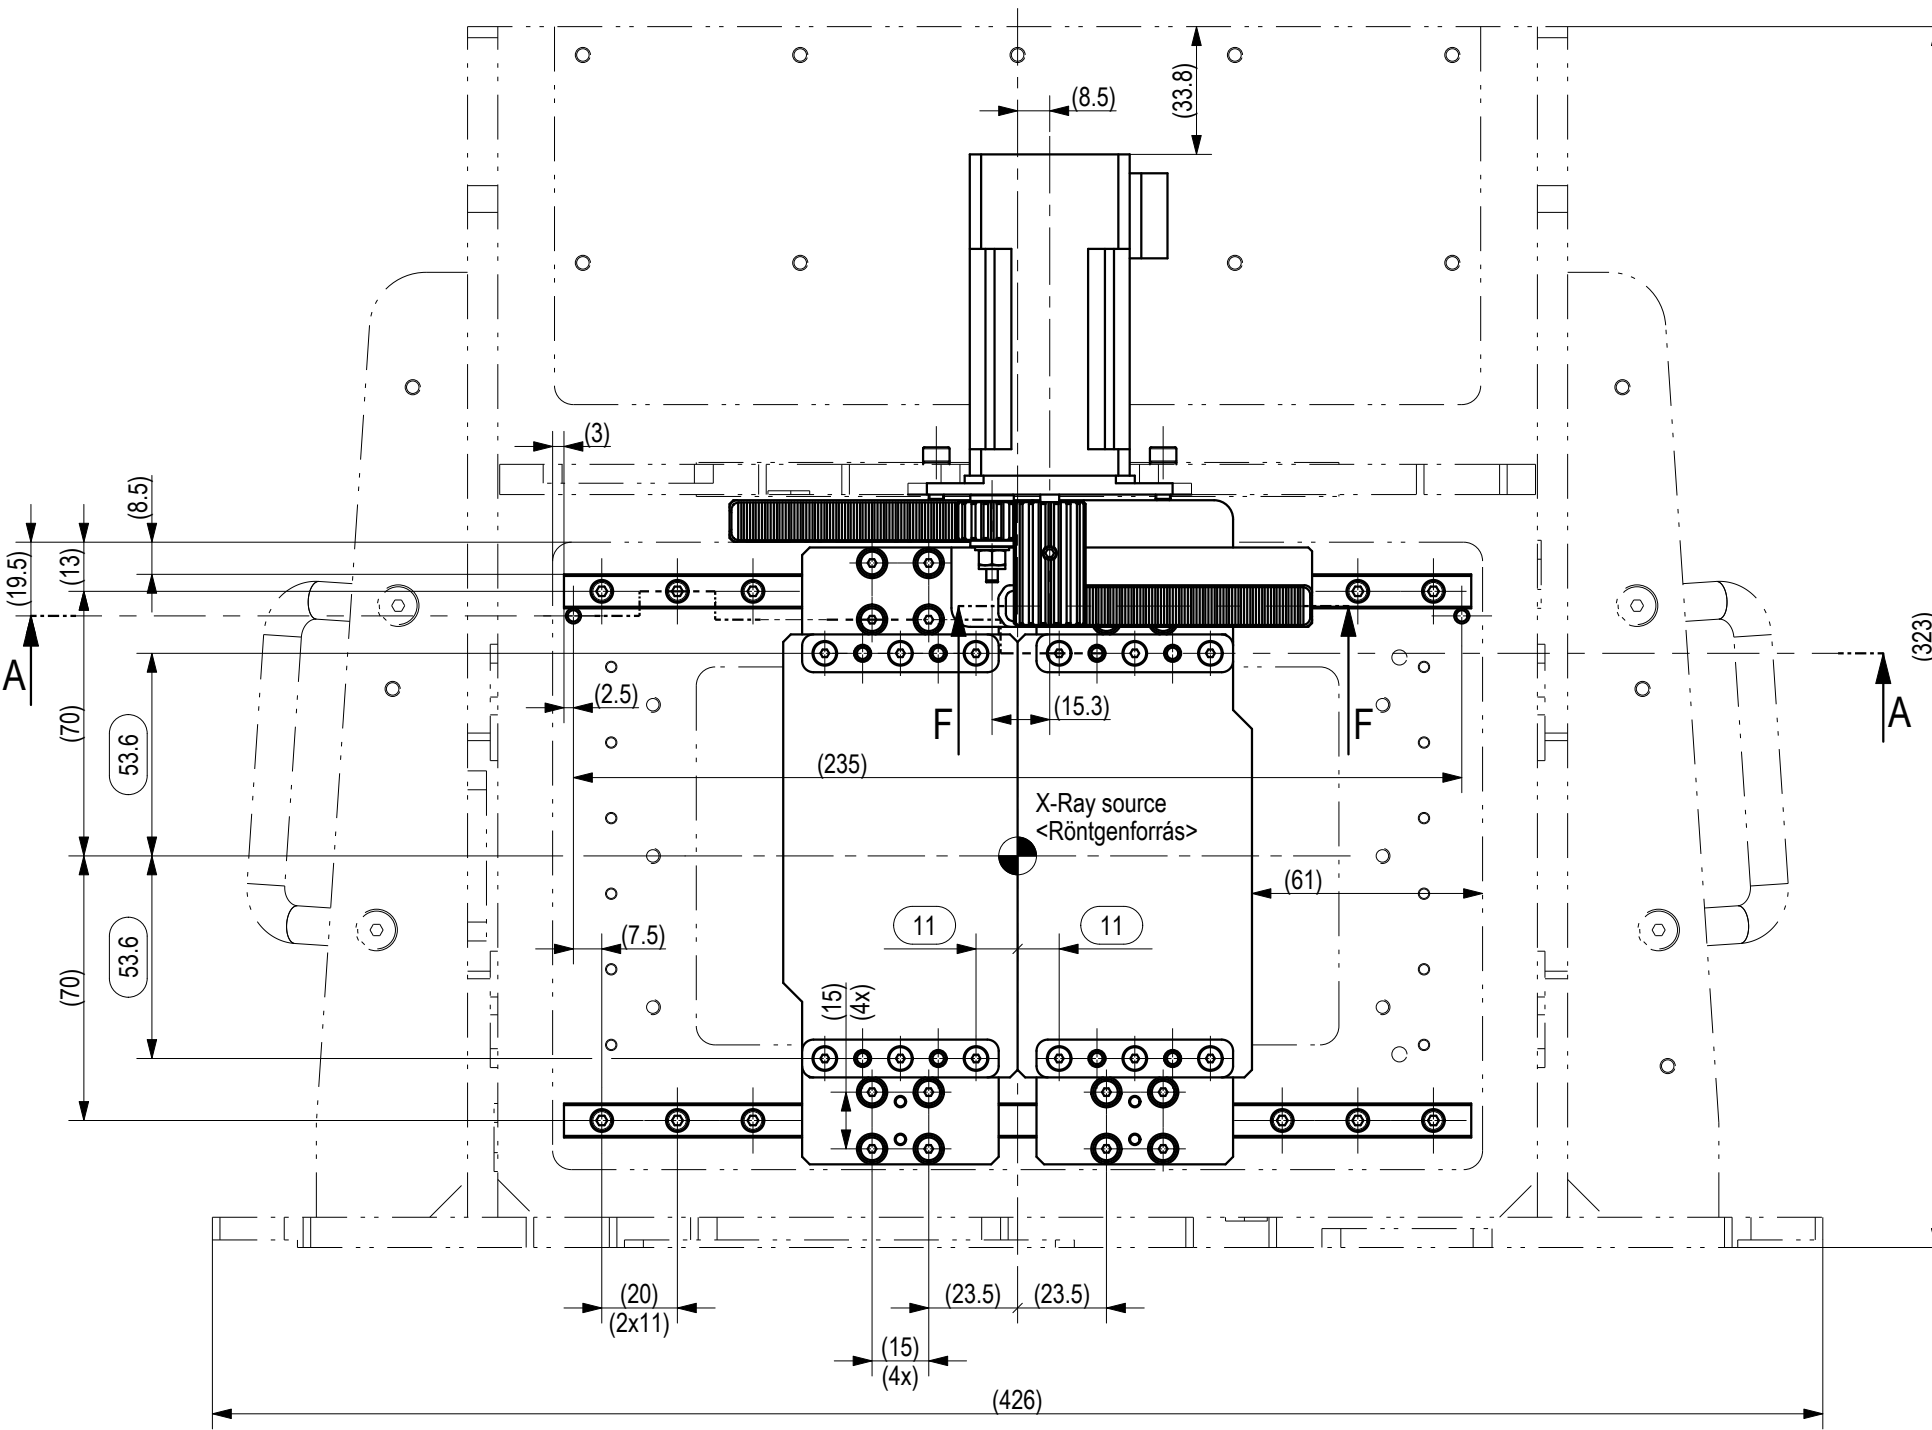 (8.5)
(33.8)
(3)
(8.5)
(19.5)
(13)
(323)
A
(2.5)
(15.3)
F
F
A
(70)
53.6
(235)
X-Ray source
<Röntgenforrás>
(61)
11
11
(7.5)
53.6
(70)
(15)
(4x)
(20)
(2x11)
(23.5)
(23.5)
(15)
(4x)
(426)